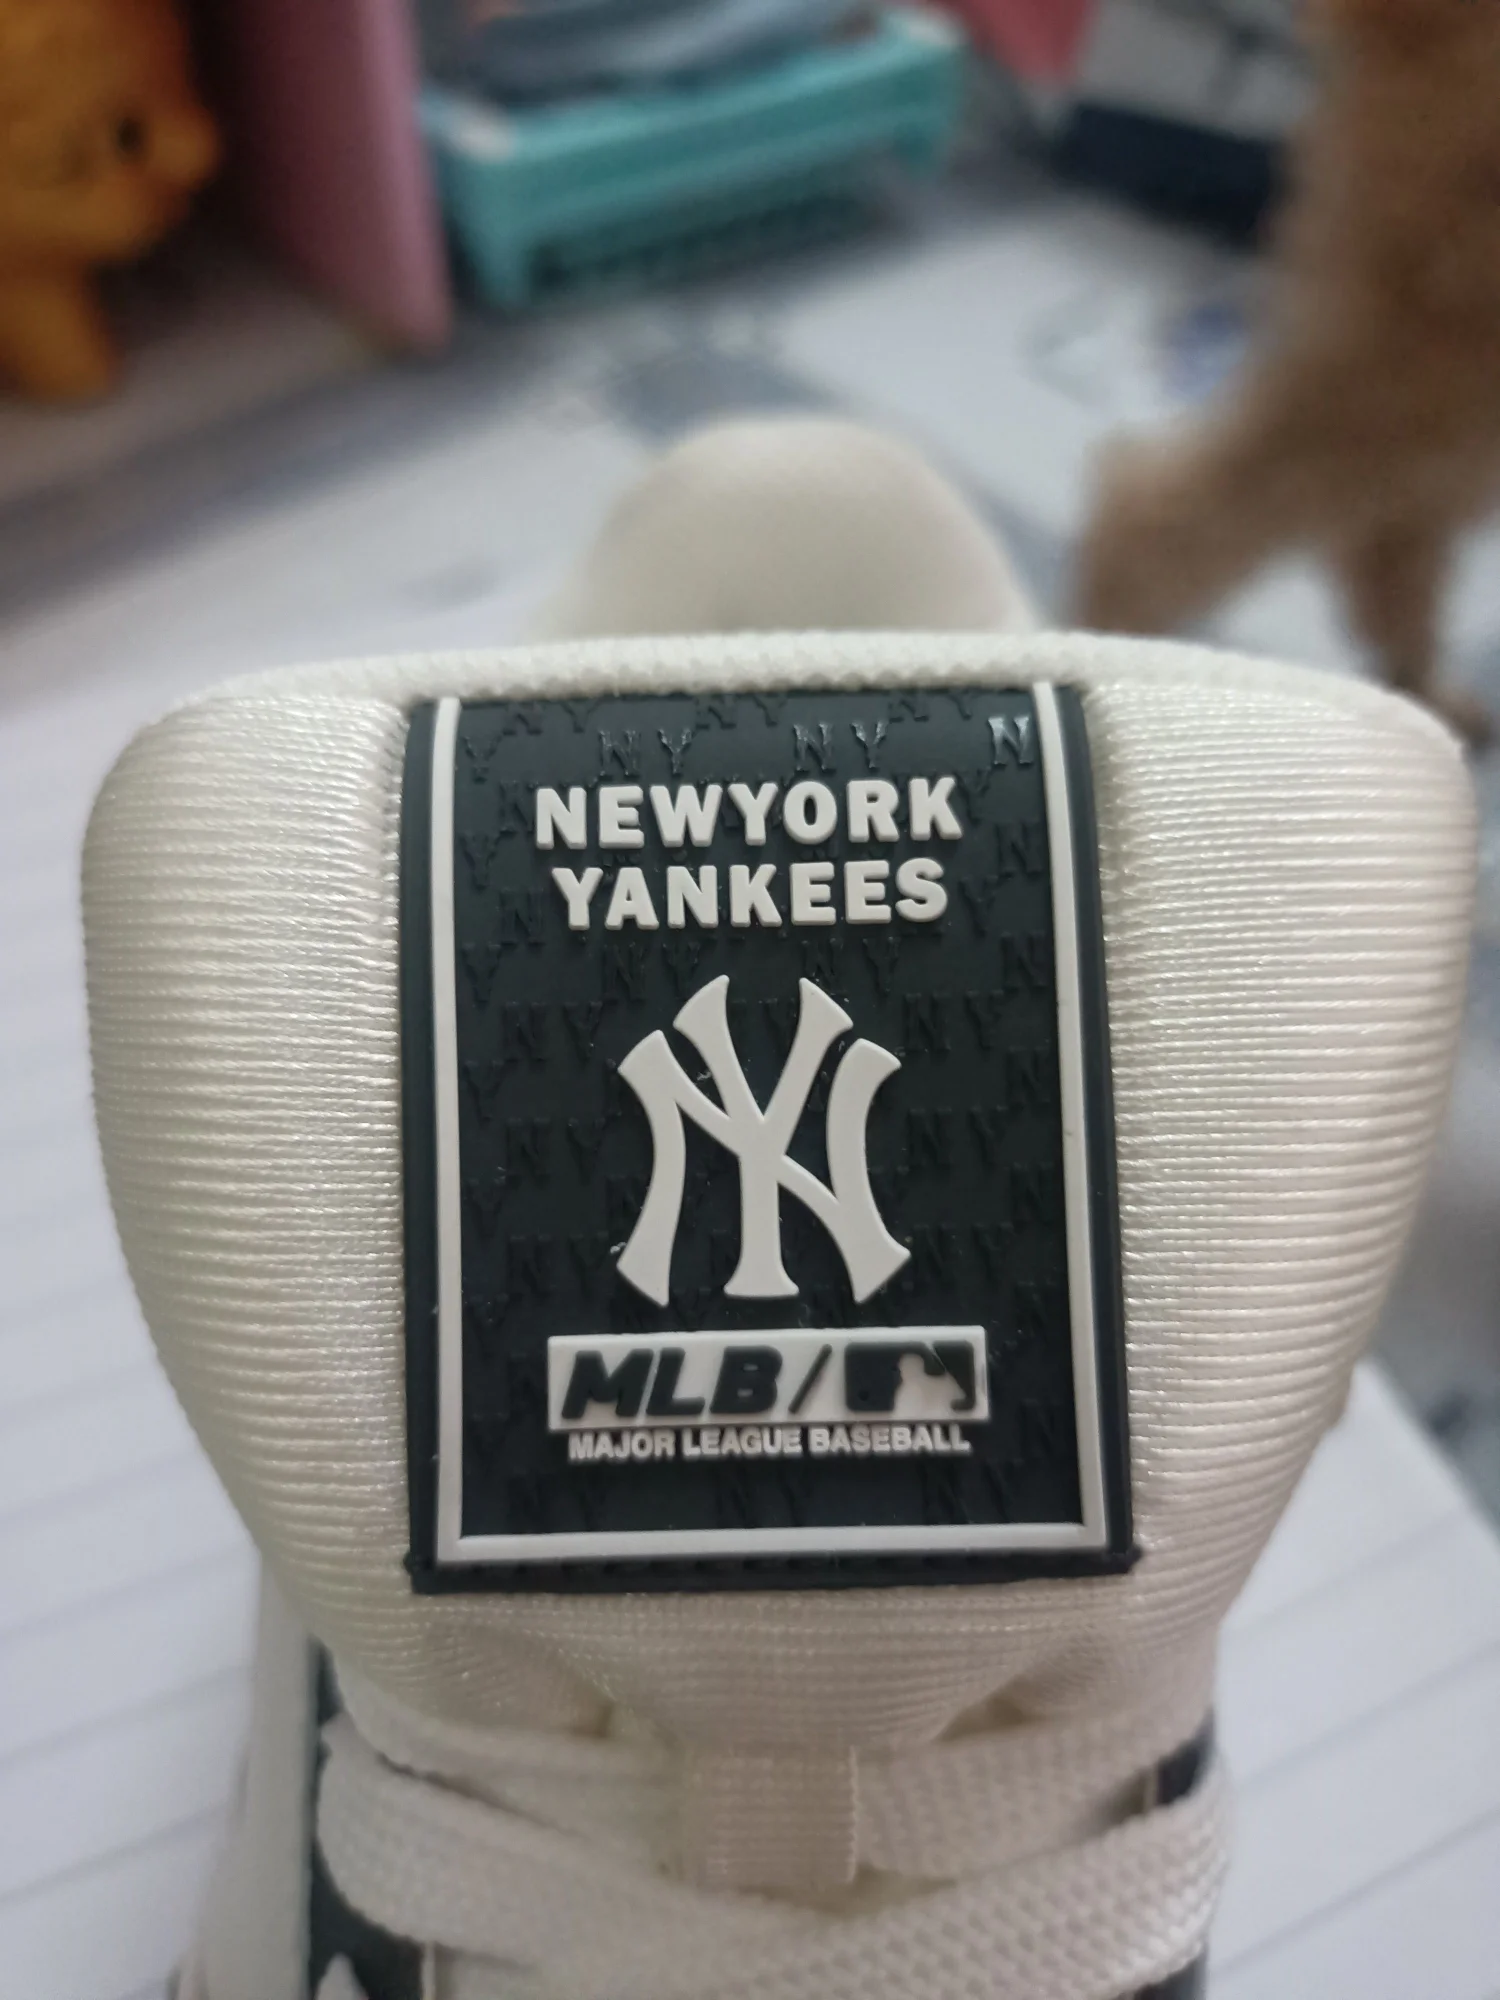 NEWYORK
YANKEES
NY
MLB/
MAJOR LEAGUE BASEBALL